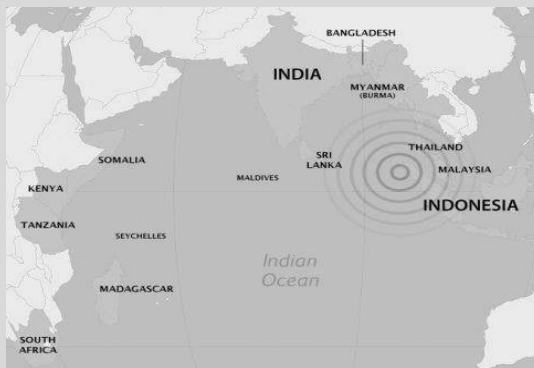 BANGLADESH
INDIA
MYANMAR
(BURMA)
THAILAND
SRI
LANKA
MALAYSIA
SOMALIA
MALDIVES
KENYA
INDONESIA
TANZANIA
SEYCHELLES
Indian
Ocean
MADAGASCAR
SOUTH
AFRICA